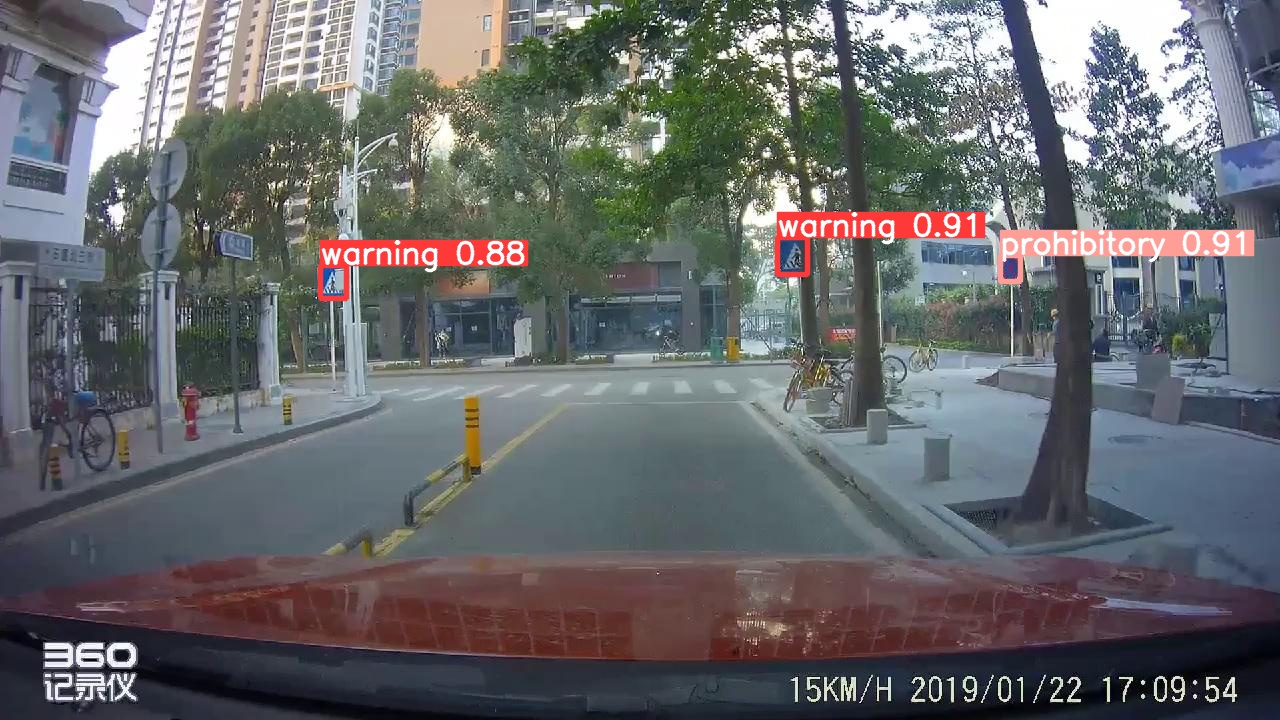 warning 0.88
warning 0.91
prohibitory 0.91
360
记录仪
15KM/H 2019/01/22 17:09:54